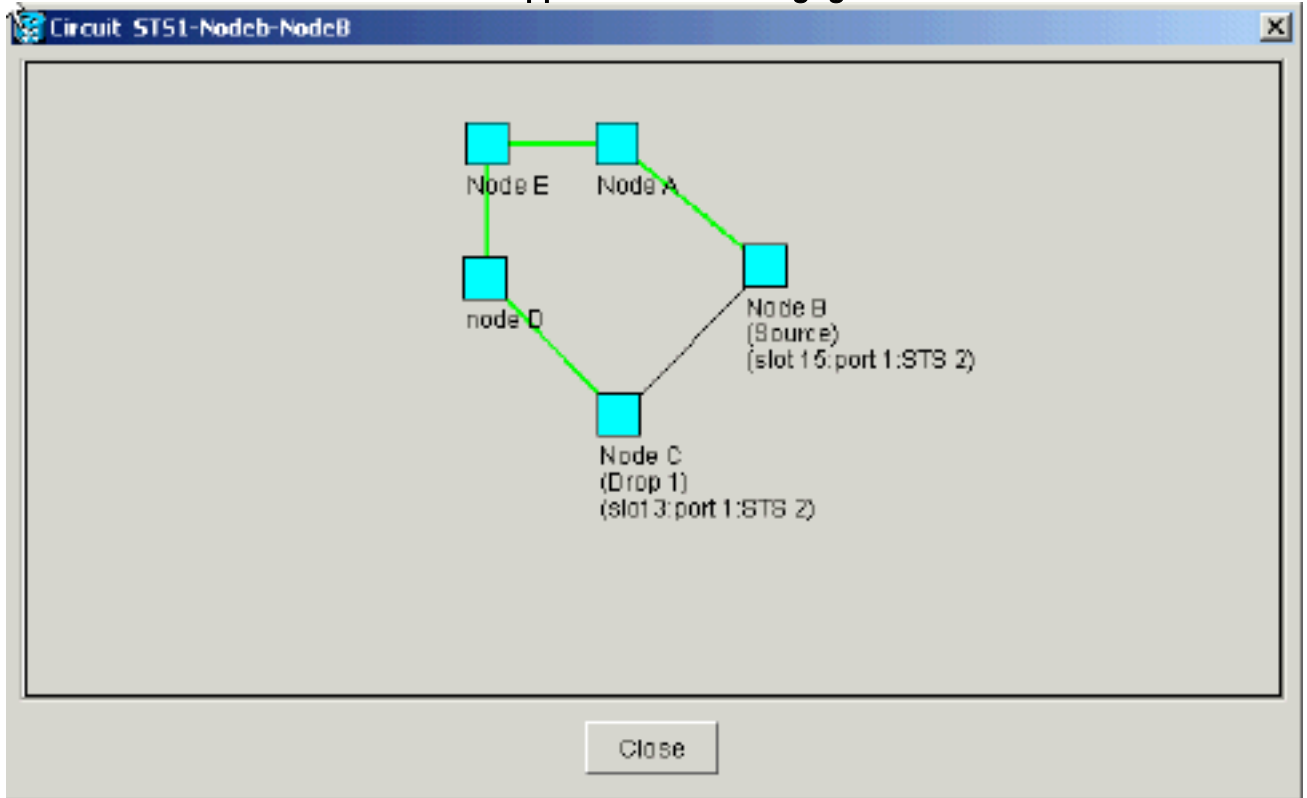 Circuit STS1-Nodeb-NodeB
Node E
Node A
node D
Node B
(Source)
(slot 15:port 1:STS 2)
Node C
(Drop 1)
(slot 3:port 1:STS 2)
Close